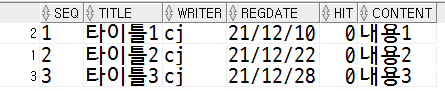 SEQ TITLE WRITER REGDATE HIT CONTENT
2 1 타이틀1 cj 21/12/10 0 내용1
1 2 타이틀2 cj 21/12/22 0 내용2
3 3 타이틀3 cj 21/12/28 0 내용3